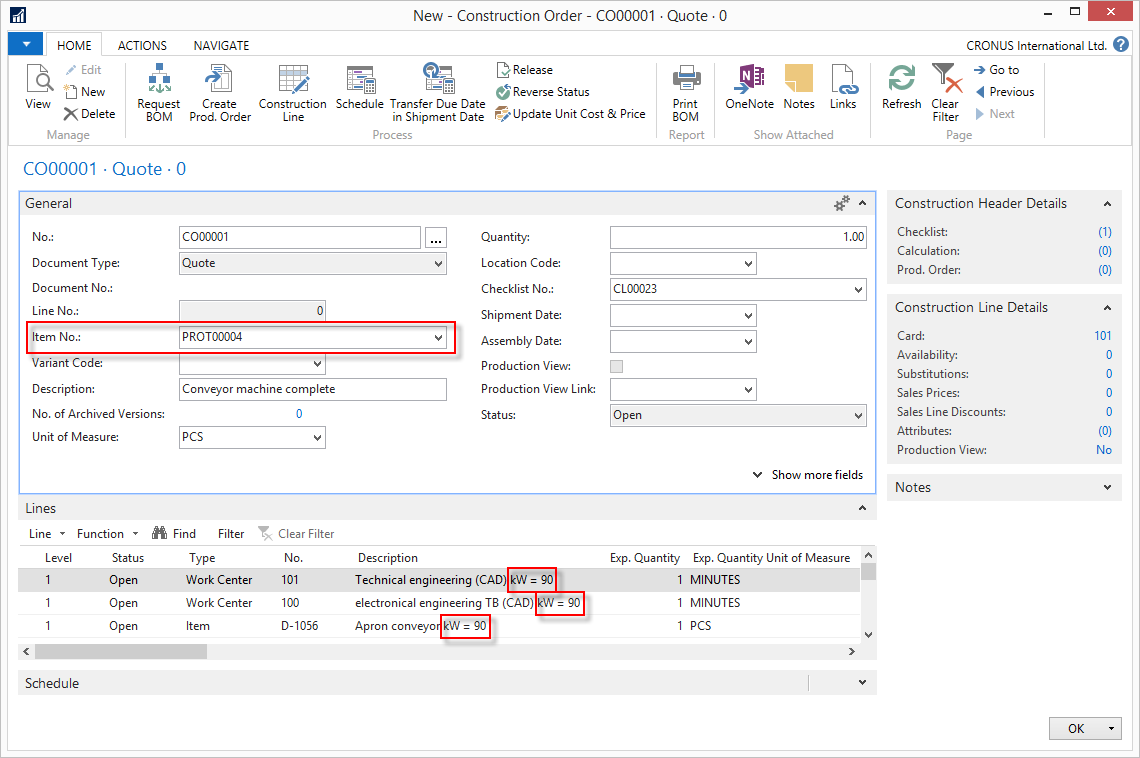 New - Construction Order - CO00001 · Quote · 0
HOME ACTIONS NAVIGATE CRONUS International Ltd. ?
View
Edit
New
Delete
Manage
Request BOM
Create Prod. Order
Construction Line
Schedule
Transfer Due Date in Shipment Date
Release
Reverse Status
Update Unit Cost & Price
Process
Print BOM
Report
OneNote
Notes
Links
Show Attached
Refresh
Clear Filter
Go to
Previous
Next
Page
CO00001 · Quote · 0
General
No.: CO00001 ...
Document Type: Quote
Document No.:
Line No.: 0
Item No.: PROT00004
Variant Code:
Description: Conveyor machine complete
No. of Archived Versions: 0
Unit of Measure: PCS
Quantity: 1.00
Location Code:
Checklist No.: CL00023
Shipment Date:
Assembly Date:
Production View:
Production View Link:
Status: Open
Show more fields
Lines
Line Function Find Filter Clear Filter
Level Status Type No. Description Exp. Quantity Exp. Quantity Unit of Measure
1 Open Work Center 101 Technical engineering (CAD) kW = 90 1 MINUTES
1 Open Work Center 100 electronical engineering TB (CAD) kW = 90 1 MINUTES
1 Open Item D-1056 Apron conveyor kW = 90 1 PCS
Schedule
Construction Header Details
Checklist: (1)
Calculation: (0)
Prod. Order: (0)
Construction Line Details
Card: 101
Availability: 0
Substitutions: 0
Sales Prices: 0
Sales Line Discounts: 0
Attributes: (0)
Production View: No
Notes
OK